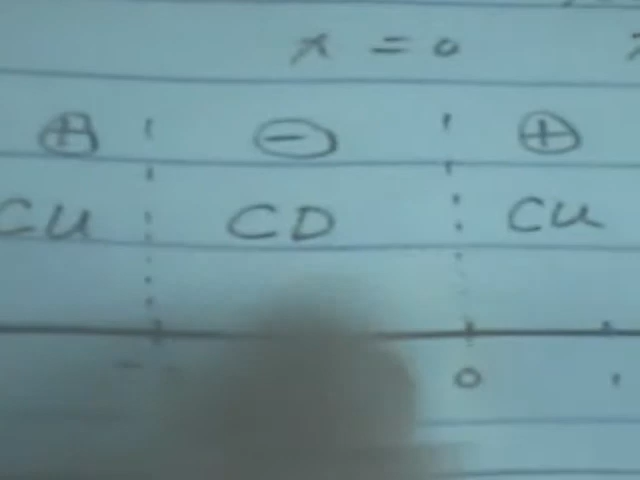 x = 0
⊕ ⊖ ⊕
CU CD CU
- 0